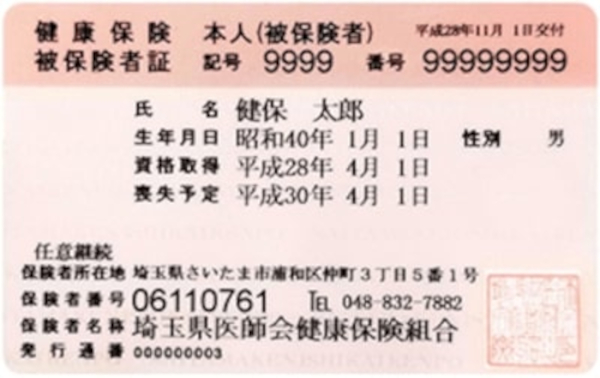 健康保険 本人(被保険者) 平成28年11月 1日交付
被保険者証 記号 9999 番号 99999999
氏名 健保 太郎
生年月日 昭和40年 1月 1日 性別 男
資格取得 平成28年 4月 1日
喪失予定 平成30年 4月 1日
任意継続
保険者所在地 埼玉県さいたま市浦和区仲町3丁目5番1号
保険者番号 06110761 TEL 048-832-7882
保険者名称 埼玉県医師会健康保険組合
発行通番 000000003